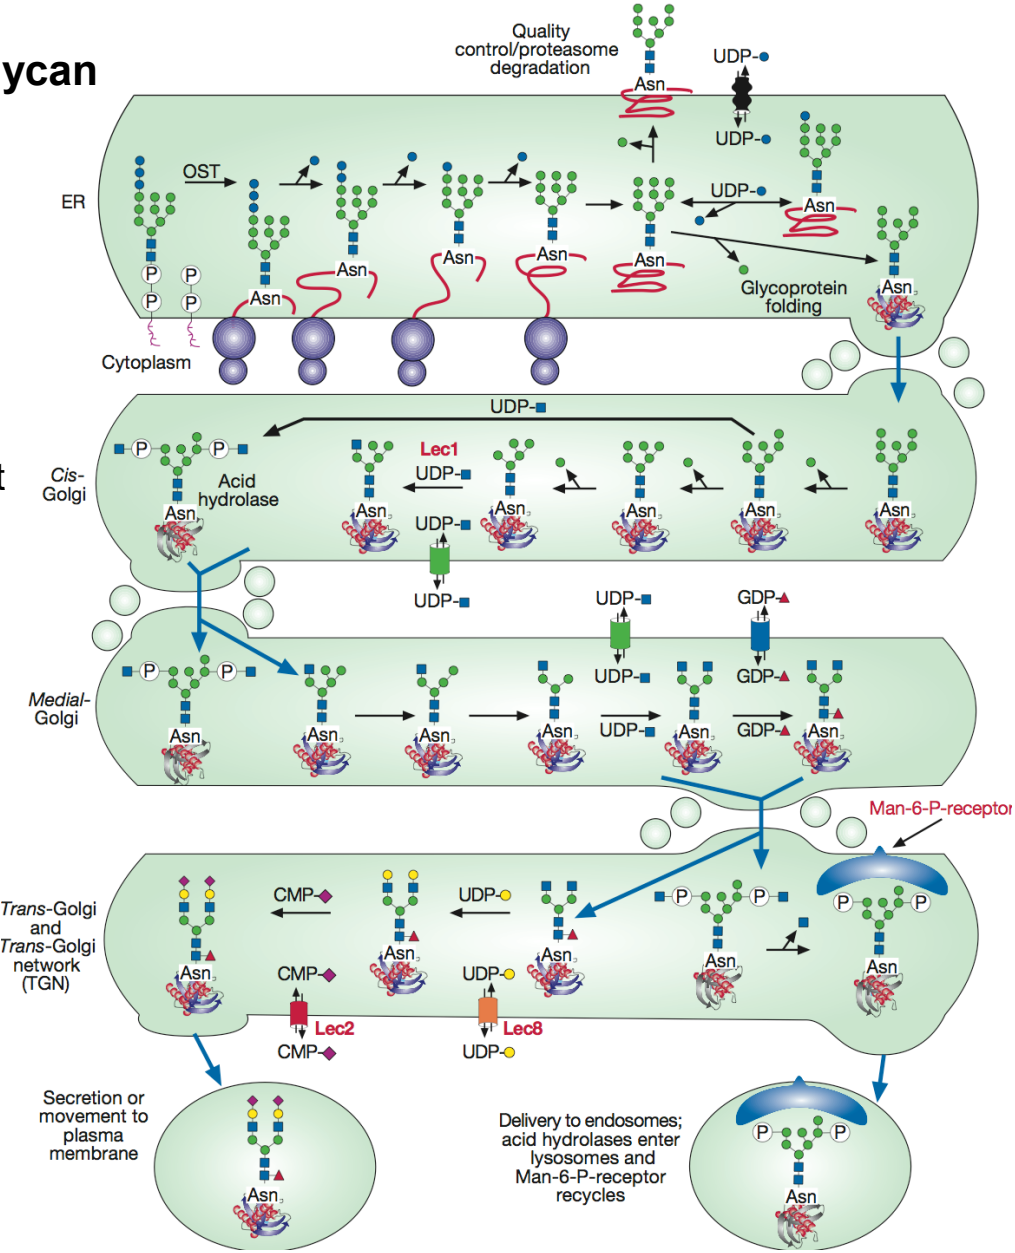 ycan
Quality
control/proteasome
degradation
UDP-
Asn
UDP-
OST
ER
UDP-
Asn
Asn
Asn
Asn
Asn
Asn
Asn
P
P
P
P
Glycoprotein
folding
Cytoplasm
UDP-
t
Cis-
Golgi
P
P
Acid
hydrolase
Lec1
UDP-
Asn
Asn
Asn
Asn
Asn
Asn
UDP-
UDP-
UDP-
GDP-
P
P
UDP-
GDP-
Medial-
Golgi
Asn
Asn
Asn
Asn
UDP-
Asn
GDP-
Asn
Man-6-P-receptor
Trans-Golgi
and
Trans-Golgi
network
(TGN)
CMP-
UDP-
P
P
P
P
Asn
Asn
Asn
Asn
Asn
CMP-
UDP-
Lec2
Lec8
CMP-
UDP-
Secretion or
movement to
plasma
membrane
Asn
Delivery to endosomes;
acid hydrolases enter
lysosomes and
Man-6-P-receptor
recycles
P
P
Asn